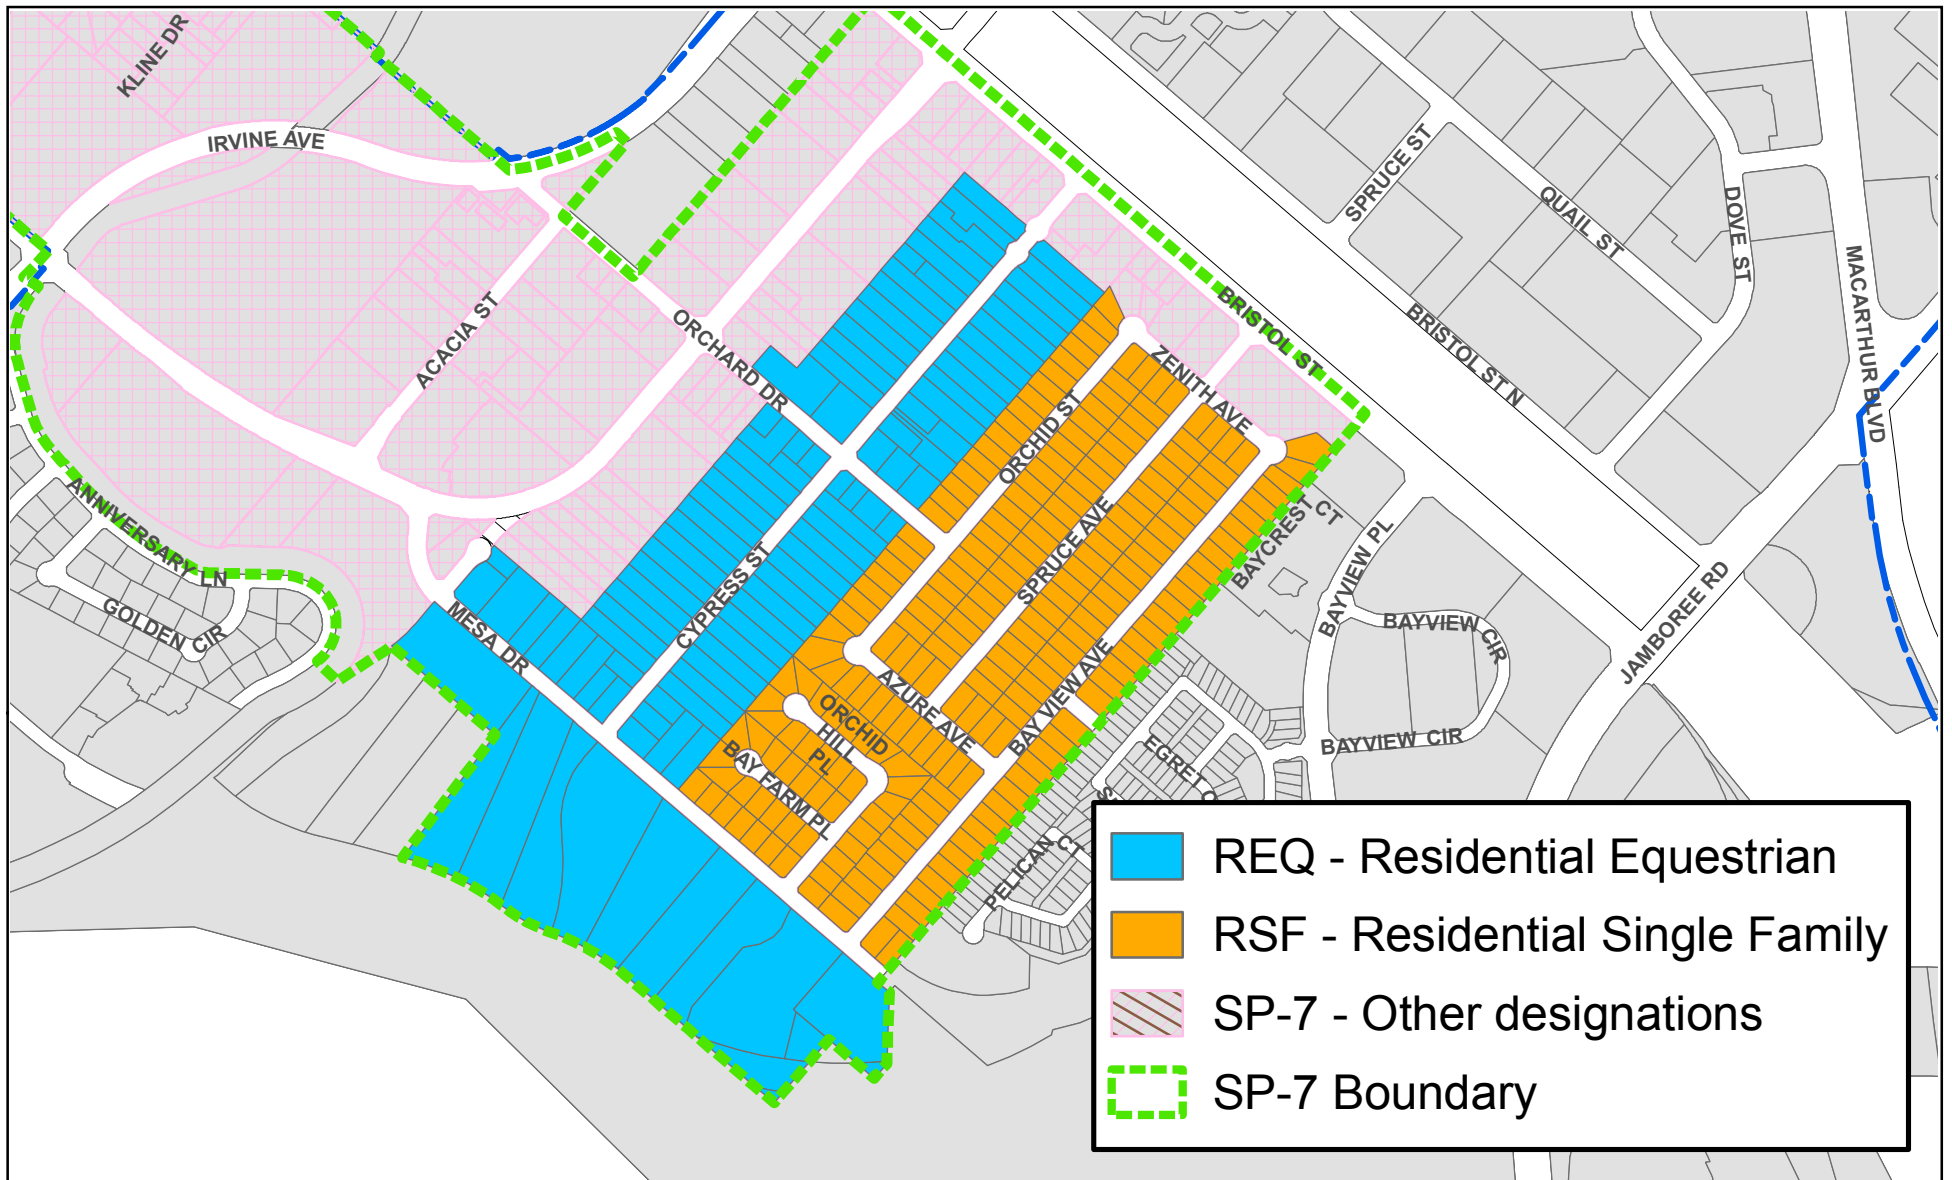 KLINE DR
IRVINE AVE
ACACIA ST
ORCHARD DR
SPRUCE ST
QUAIL ST
DOVE ST
MACARTHUR BLVD
BRISTOL ST
BRISTOL ST N
ZENITH AVE
ORCHID ST
SPRUCE AVE
BAYCREST CT
BAYVIEW PL
ANNIVERSARY LN
GOLDEN CIR
MESA DR
CYPRESS ST
BAYVIEW CIR
JAMBOREE RD
AZURE AVE
BAY VIEW AVE
ORCHID
HILL
PL
BAY FARM PL
BAYVIEW CIR
EGRET C
PELICAN CT
REQ - Residential Equestrian
RSF - Residential Single Family
SP-7 - Other designations
SP-7 Boundary